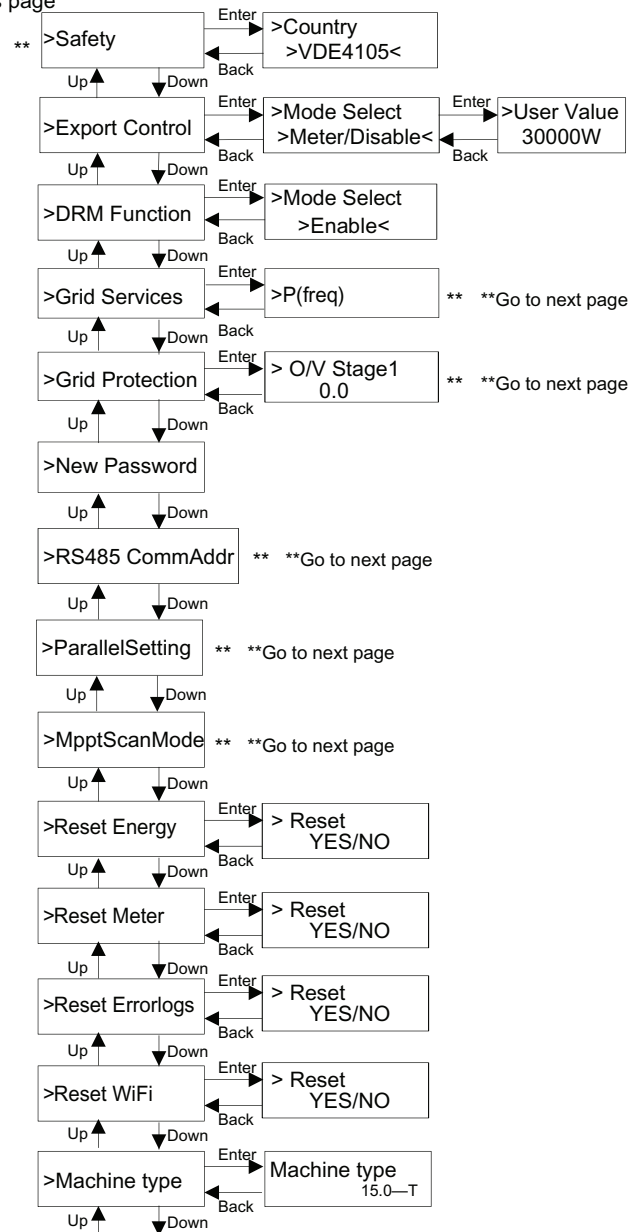 s page
**
>Safety
Enter
Back
>Country
>VDE4105<
Up
Down
>Export Control
Enter
Back
>Mode Select
>Meter/Disable<
Enter
Back
>User Value
30000W
Up
Down
>DRM Function
Enter
Back
>Mode Select
>Enable<
Up
Down
>Grid Services
Enter
Back
>P(freq)
** **Go to next page
Up
Down
>Grid Protection
Enter
Back
> O/V Stage1
0.0
** **Go to next page
Up
Down
>New Password
Up
Down
>RS485 CommAddr
** **Go to next page
Up
Down
>ParallelSetting
** **Go to next page
Up
Down
>MpptScanMode
** **Go to next page
Up
Down
>Reset Energy
Enter
Back
> Reset
YES/NO
Up
Down
>Reset Meter
Enter
Back
> Reset
YES/NO
Up
Down
>Reset Errorlogs
Enter
Back
> Reset
YES/NO
Up
Down
>Reset WiFi
Enter
Back
> Reset
YES/NO
Up
Down
>Machine type
Enter
Back
Machine type
15.0—T
Up
Down